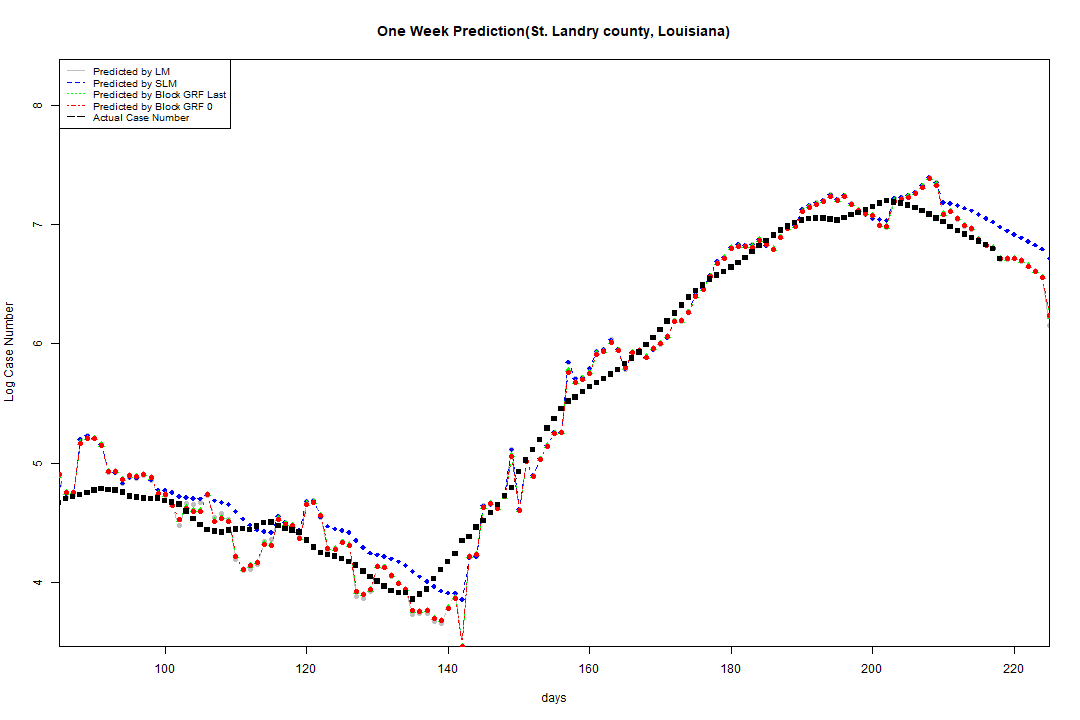 One Week Prediction(St. Landry county, Louisiana)
Predicted by LM
Predicted by SLM
Predicted by Block GRF Last
Predicted by Block GRF 0
Actual Case Number
8
7
6
5
4
Log Case Number
100 120 140 160 180 200 220
days